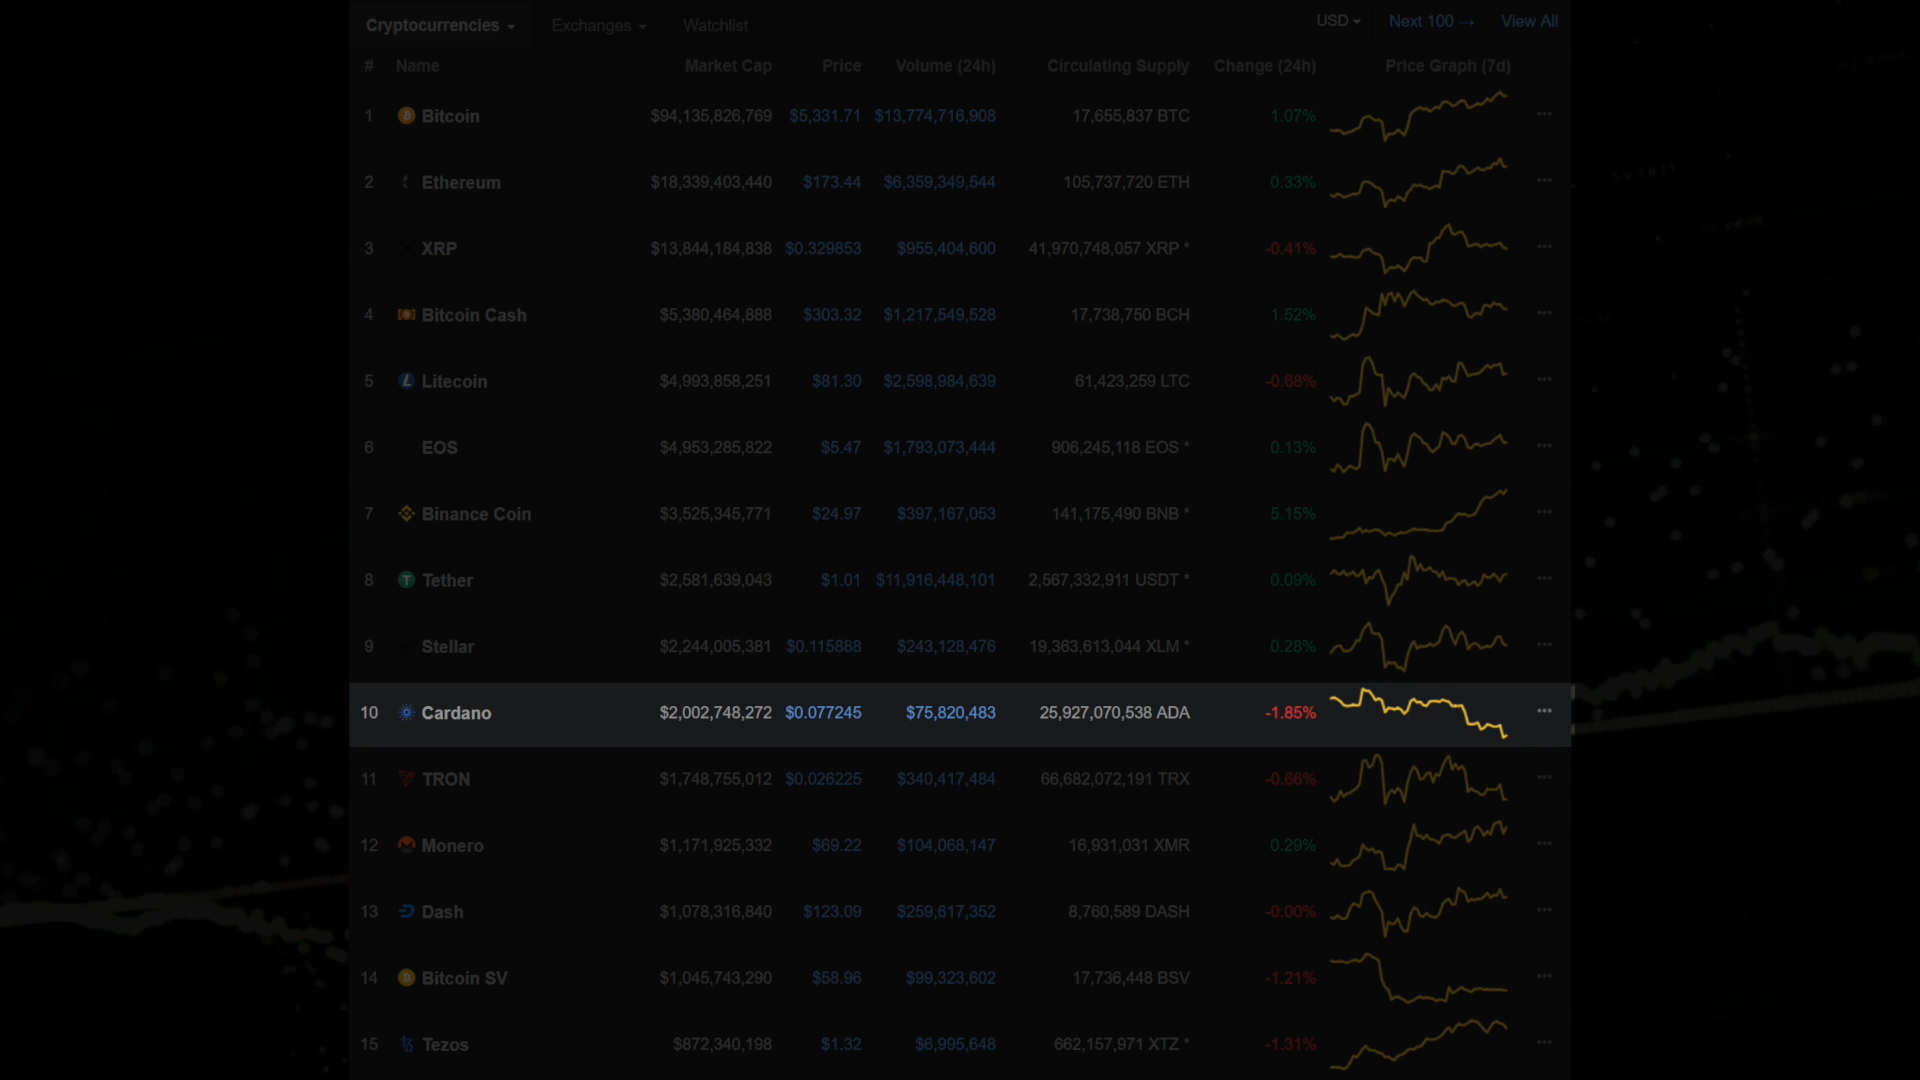 Cryptocurrencies Exchanges Watchlist USD Next 100 → View All
# Name Market Cap Price Volume (24h) Circulating Supply Change (24h) Price Graph (7d)
1 Bitcoin $94,135,826,769 $5,331.71 $13,774,716,908 17,655,837 BTC 1.07%
2 Ethereum $18,339,403,440 $173.44 $6,359,349,544 105,737,720 ETH 0.33%
3 XRP $13,844,184,838 $0.329853 $955,404,600 41,970,748,057 XRP * -0.41%
4 Bitcoin Cash $5,380,464,888 $303.32 $1,217,549,528 17,738,750 BCH 1.52%
5 Litecoin $4,993,858,251 $81.30 $2,598,984,639 61,423,259 LTC -0.68%
6 EOS $4,953,285,822 $5.47 $1,793,073,444 906,245,118 EOS * 0.13%
7 Binance Coin $3,525,345,771 $24.97 $397,167,053 141,175,490 BNB * 5.15%
8 Tether $2,581,639,043 $1.01 $11,916,448,101 2,567,332,911 USDT * 0.09%
9 Stellar $2,244,005,381 $0.115888 $243,128,476 19,363,613,044 XLM * 0.28%
10 Cardano $2,002,748,272 $0.077245 $75,820,483 25,927,070,538 ADA -1.85%
11 TRON $1,748,755,012 $0.026225 $340,417,484 66,682,072,191 TRX -0.66%
12 Monero $1,171,925,332 $69.22 $104,068,147 16,931,031 XMR 0.29%
13 Dash $1,078,316,840 $123.09 $259,617,352 8,760,589 DASH -0.00%
14 Bitcoin SV $1,045,743,290 $58.96 $99,323,602 17,736,448 BSV -1.21%
15 Tezos $872,340,198 $1.32 $6,995,648 662,157,971 XTZ * -1.31%